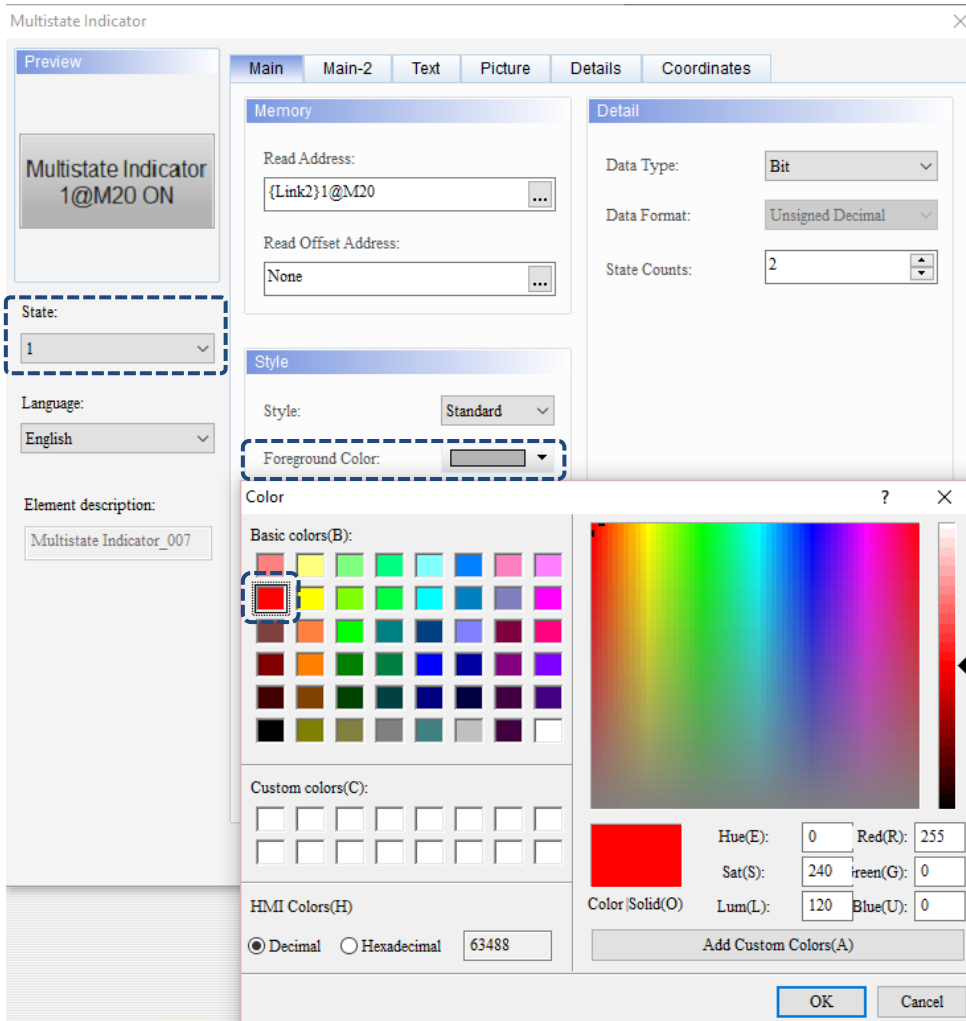 Multistate Indicator
Preview
Multistate Indicator
1@M20 ON
State:
1
Language:
English
Element description:
Multistate Indicator_007
Main
Main-2
Text
Picture
Details
Coordinates
Memory
Read Address:
{Link2}1@M20
...
Read Offset Address:
None
...
Detail
Data Type:
Bit
Data Format:
Unsigned Decimal
State Counts:
2
Style
Style:
Standard
Foreground Color:
Color
?
Basic colors(B):
Custom colors(C):
HMI Colors(H)
Decimal
Hexadecimal
63488
Color|Solid(O)
Hue(E):
0
Red(R):
255
Sat(S):
240
reen(G):
0
Lum(L):
120
Blue(U):
0
Add Custom Colors(A)
OK
Cancel